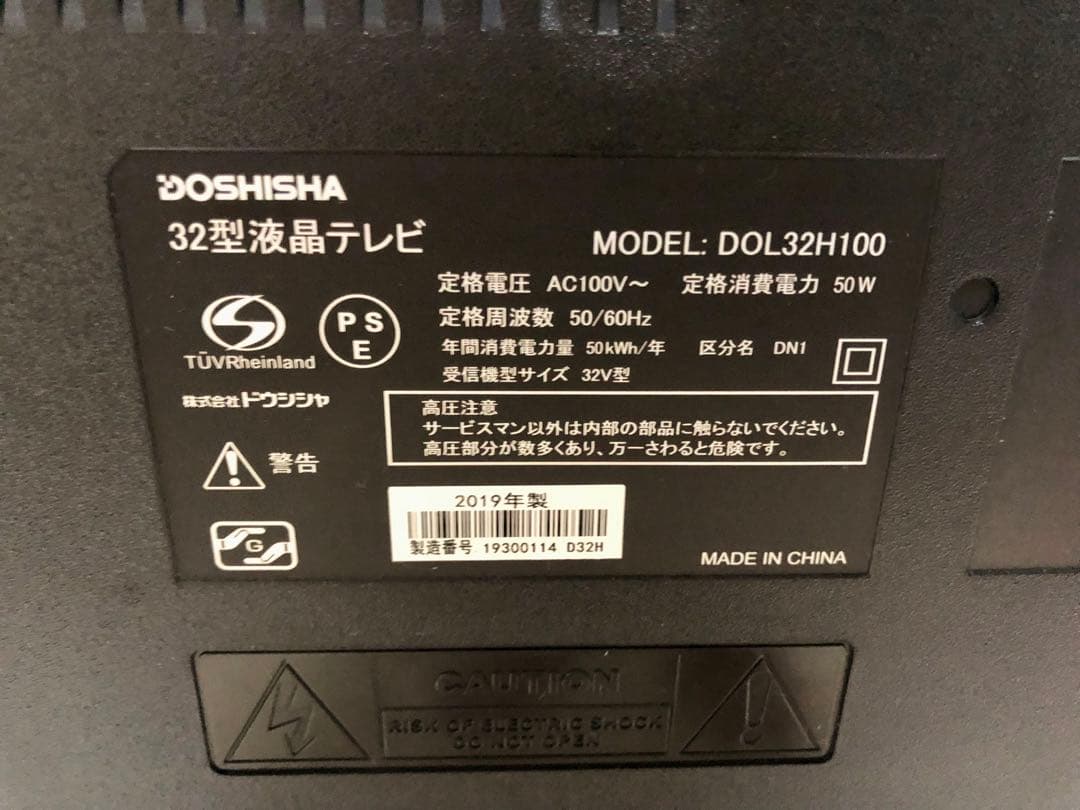 DOSHISHA
32型液晶テレビ
MODEL: DOL32H100
定格電圧 AC100V～ 定格消費電力 50W
定格周波数 50/60Hz
年間消費電力量 50kWh/年 区分名 DN1
受信機型サイズ 32V型
TÜVRheinland
PS
E
株式会社ドウシシャ
高圧注意
サービスマン以外は内部の部品に触らないでください。
高圧部分が数多くあり、万一さわると危険です。
警告
G
2019年製
製造番号 19300114 D32H
MADE IN CHINA
CAUTION
RISK OF ELECTRIC SHOCK
DO NOT OPEN